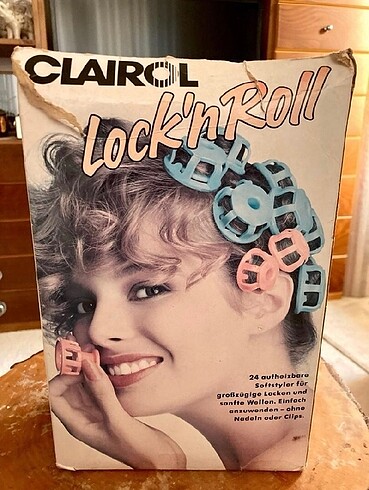 CLAIROL
Lock'n Roll
24 aufheizbare
Softstyler für
großzügige Locken und
sanfte Wellen. Einfach
anzuwenden – ohne
Nadeln oder Clips.